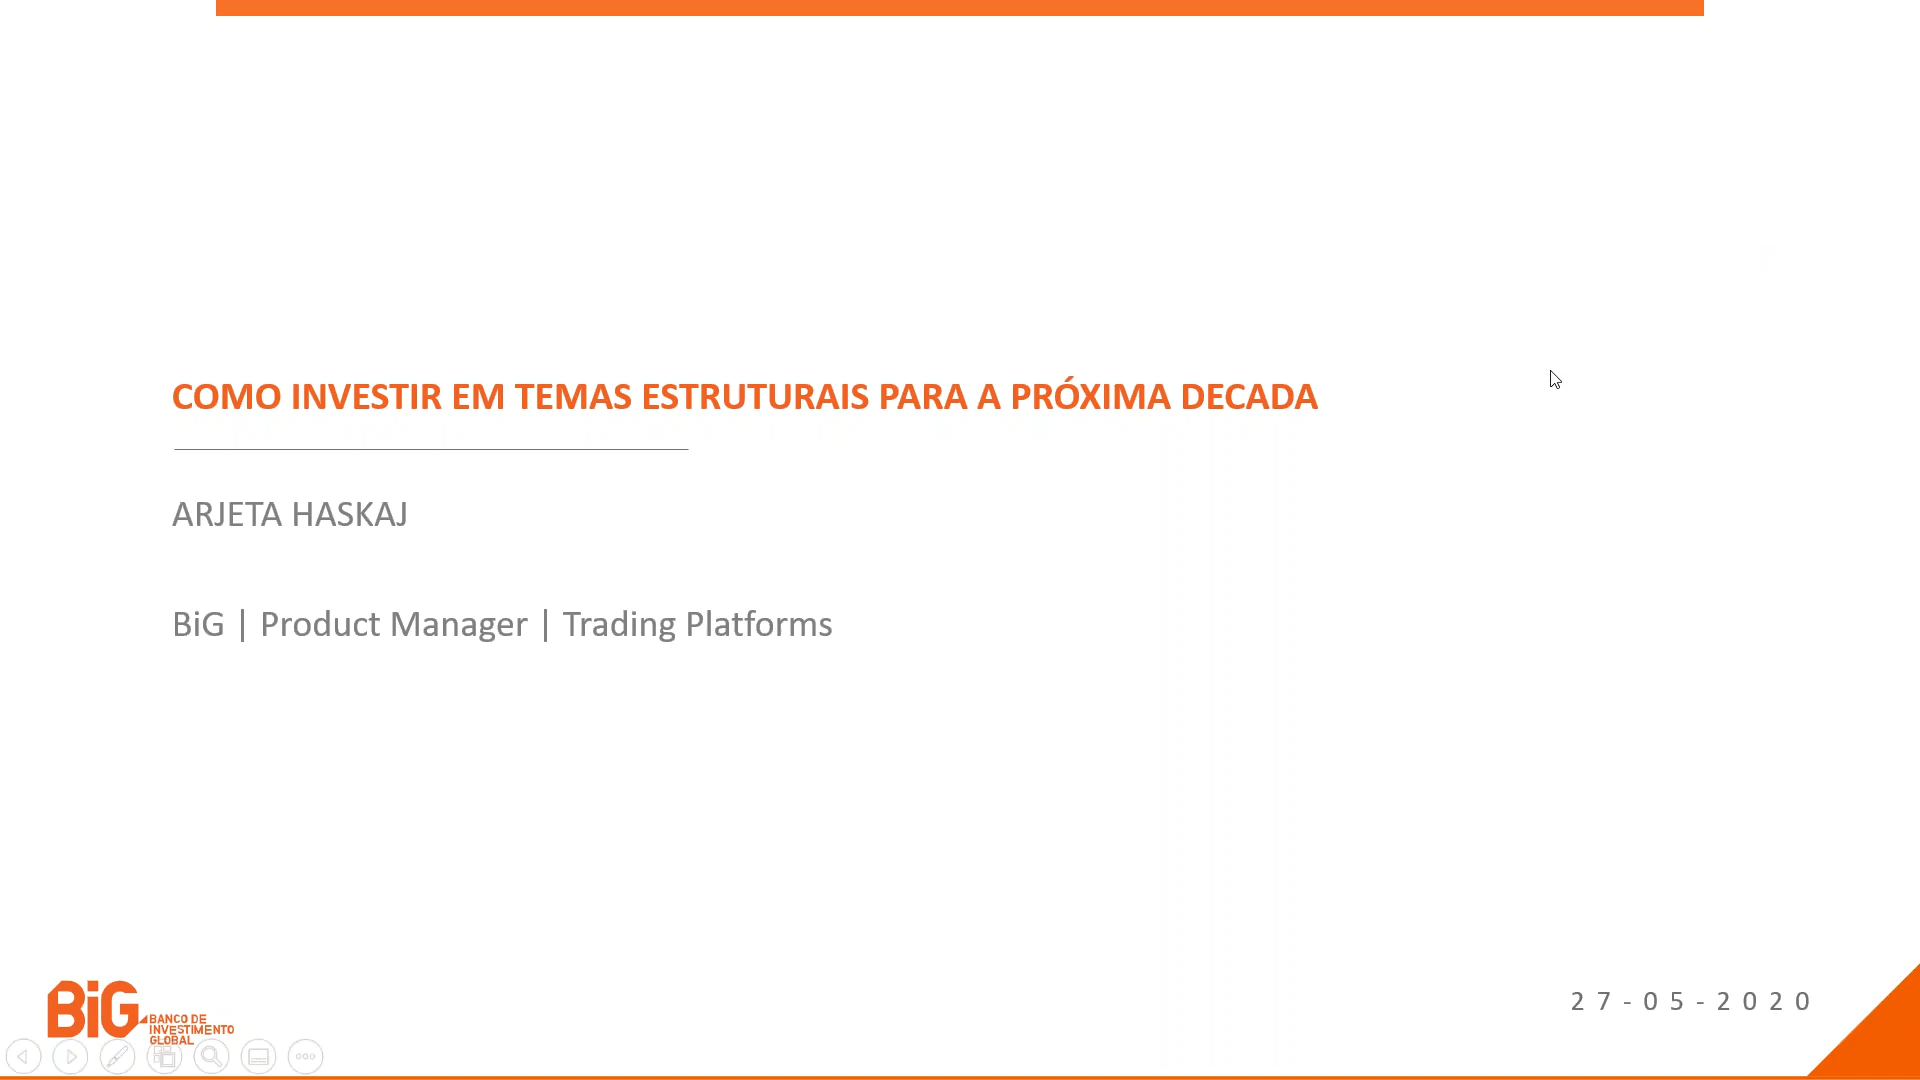 COMO INVESTIR EM TEMAS ESTRUTURAIS PARA A PRÓXIMA DECADA
ARJETA HASKAJ
BiG | Product Manager | Trading Platforms
BiG
BANCO DE
INVESTIMENTO
GLOBAL
27-05-2020